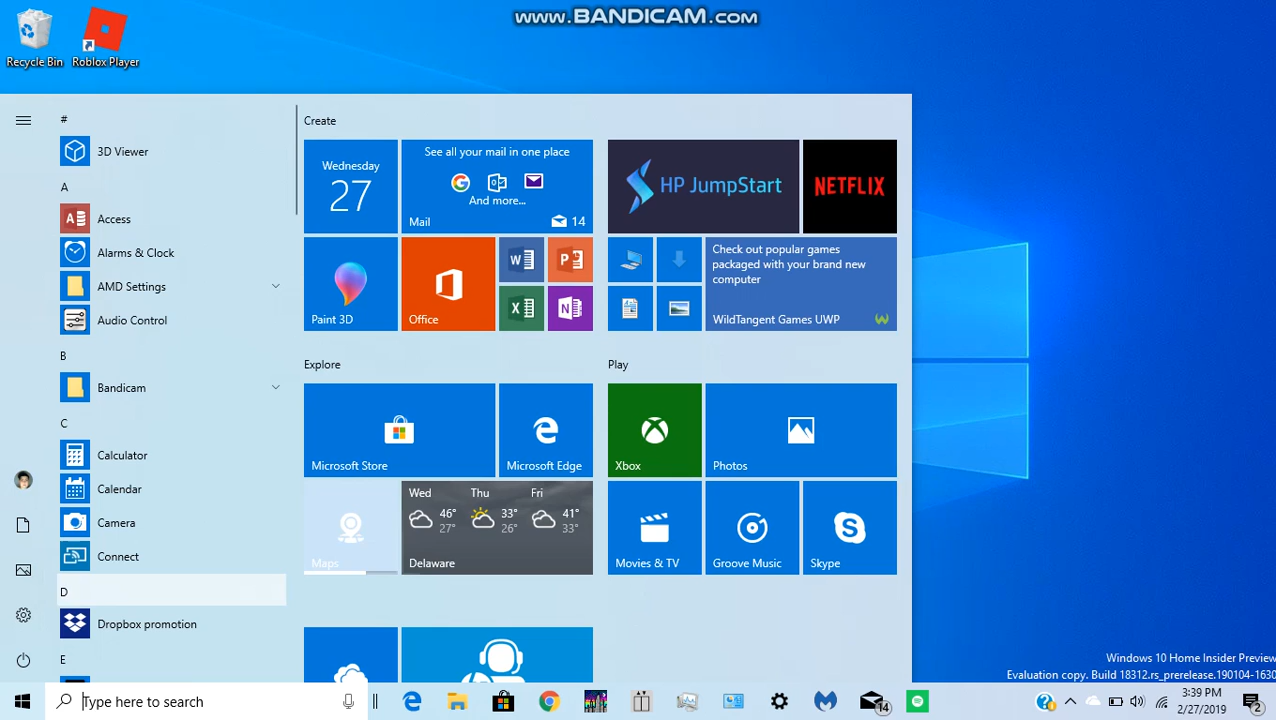 WWW.BANDICAM.COM
Recycle Bin
Roblox Player
#
3D Viewer
A
Access
Alarms & Clock
AMD Settings
Audio Control
B
Bandicam
C
Calculator
Calendar
Camera
Connect
D
Dropbox promotion
E
Create
Wednesday
27
See all your mail in one place
And more...
Mail
14
HP JumpStart
NETFLIX
Paint 3D
Office
Check out popular games
packaged with your brand new
computer
WildTangent Games UWP
Explore
Microsoft Store
Microsoft Edge
Maps
Wed Thu Fri
46° 33° 41°
27° 26° 33°
Delaware
Play
Xbox
Photos
Movies & TV
Groove Music
Skype
Windows 10 Home Insider Preview
Evaluation copy. Build 18312.rs_prerelease.190104-1630
Type here to search
14
3:39 PM
2/27/2019
2